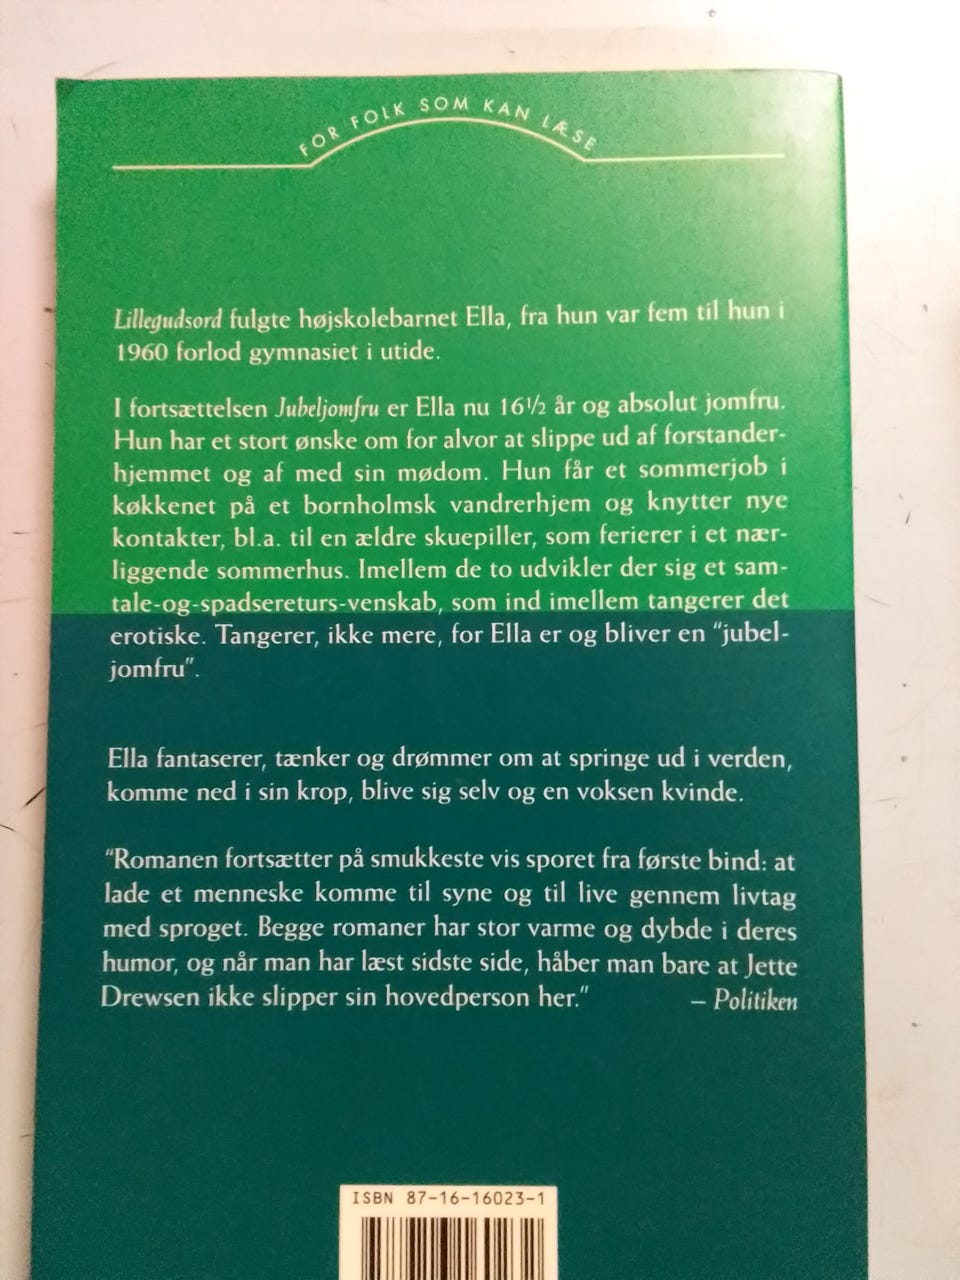 FOR FOLK SOM KAN LÆSE
Lillegudsord fulgte højskolebarnet Ella, fra hun var fem til hun i
1960 forlod gymnasiet i utide.
I fortsættelsen Jubeljomfru er Ella nu 16½ år og absolut jomfru.
Hun har et stort ønske om for alvor at slippe ud af forstander-
hjemmet og af med sin mødom. Hun får et sommerjob i
køkkenet på et bornholmsk vandrerhjem og knytter nye
kontakter, bl.a. til en ældre skuepiller, som ferierer i et nær-
liggende sommerhus. Imellem de to udvikler der sig et sam-
tale-og-spadsereturs-venskab, som ind imellem tangerer det
erotiske. Tangerer, ikke mere, for Ella er og bliver en "jubel-
jomfru".
Ella fantaserer, tænker og drømmer om at springe ud i verden,
komme ned i sin krop, blive sig selv og en voksen kvinde.
"Romanen fortsætter på smukkeste vis sporet fra første bind: at
lade et menneske komme til syne og til live gennem livtag
med sproget. Begge romaner har stor varme og dybde i deres
humor, og når man har læst sidste side, håber man bare at Jette
Drewsen ikke slipper sin hovedperson her." – Politiken
ISBN 87-16-16023-1